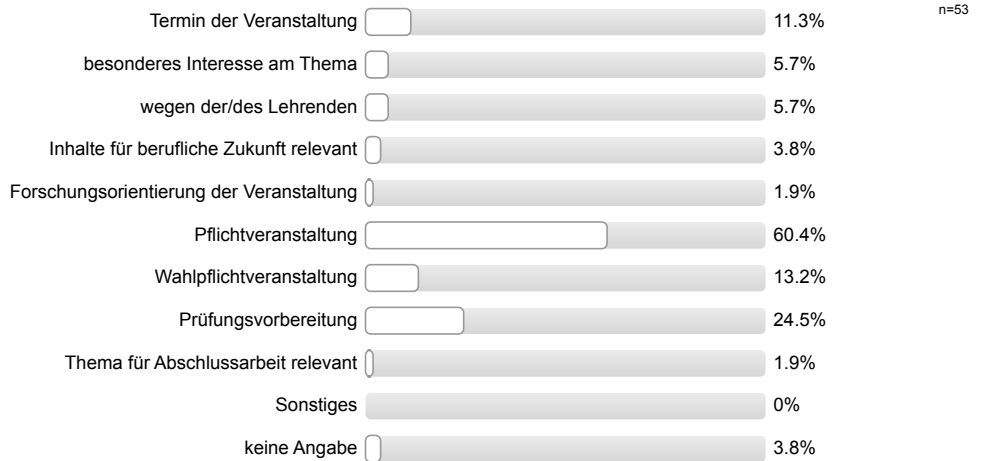 Termin der Veranstaltung 11.3% n=53
besonderes Interesse am Thema 5.7%
wegen der/des Lehrenden 5.7%
Inhalte für berufliche Zukunft relevant 3.8%
Forschungsorientierung der Veranstaltung 1.9%
Pflichtveranstaltung 60.4%
Wahlpflichtveranstaltung 13.2%
Prüfungsvorbereitung 24.5%
Thema für Abschlussarbeit relevant 1.9%
Sonstiges 0%
keine Angabe 3.8%